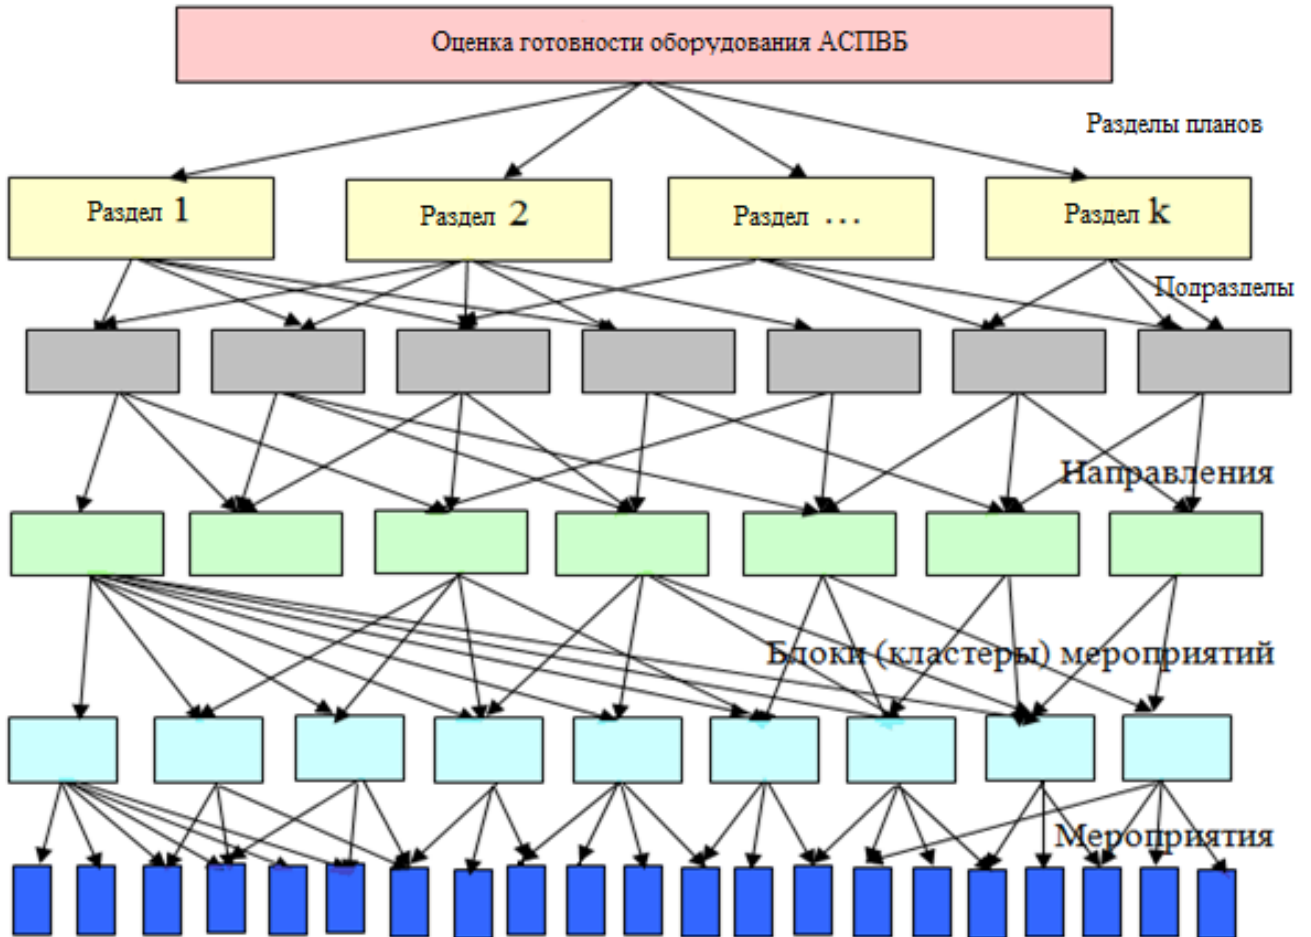 Оценка готовности оборудования АСПВБ
Разделы планов
Раздел 1
Раздел 2
Раздел ...
Раздел k
Подразделы
Направления
Блоки (кластеры) мероприятий
Мероприятия